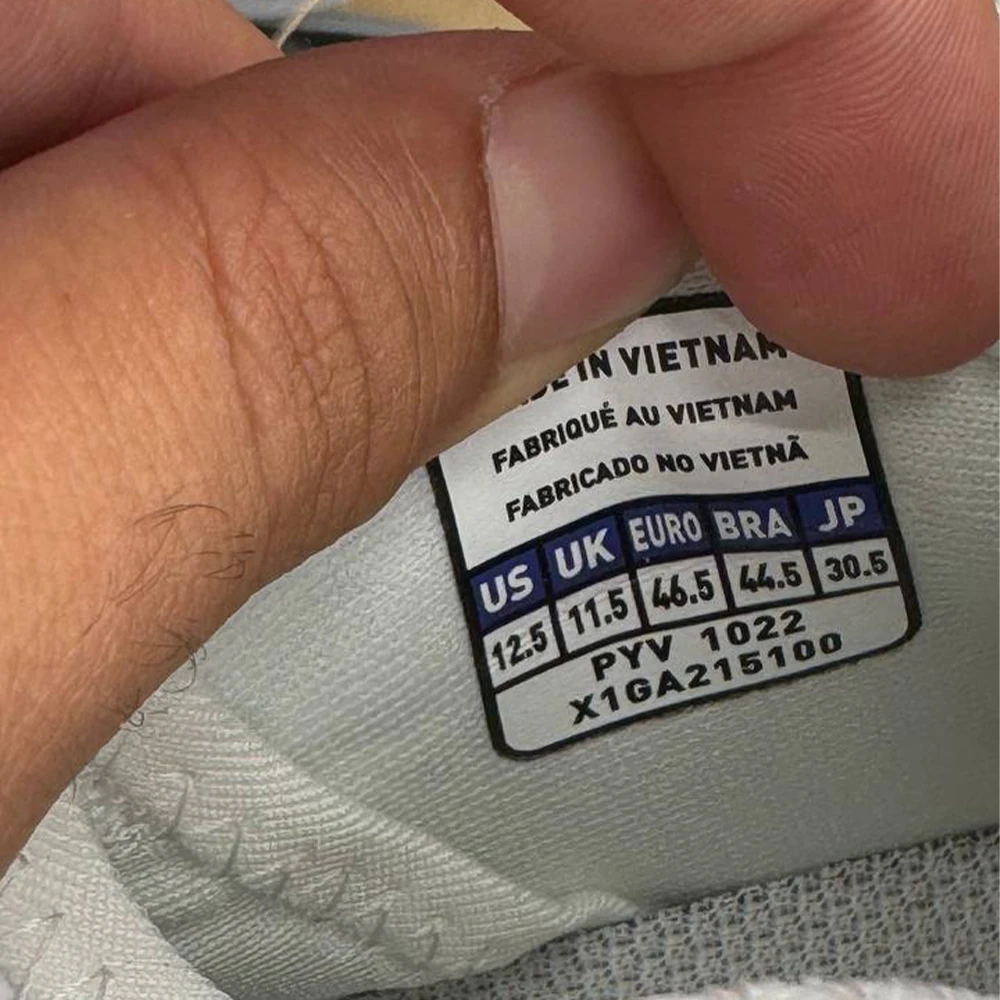 IN VIETNAM
FABRIQUÉ AU VIETNAM
FABRICADO NO VIETNÃ
US UK EURO BRA JP
12.5 11.5 46.5 44.5 30.5
PYV 1022
X1GA215100